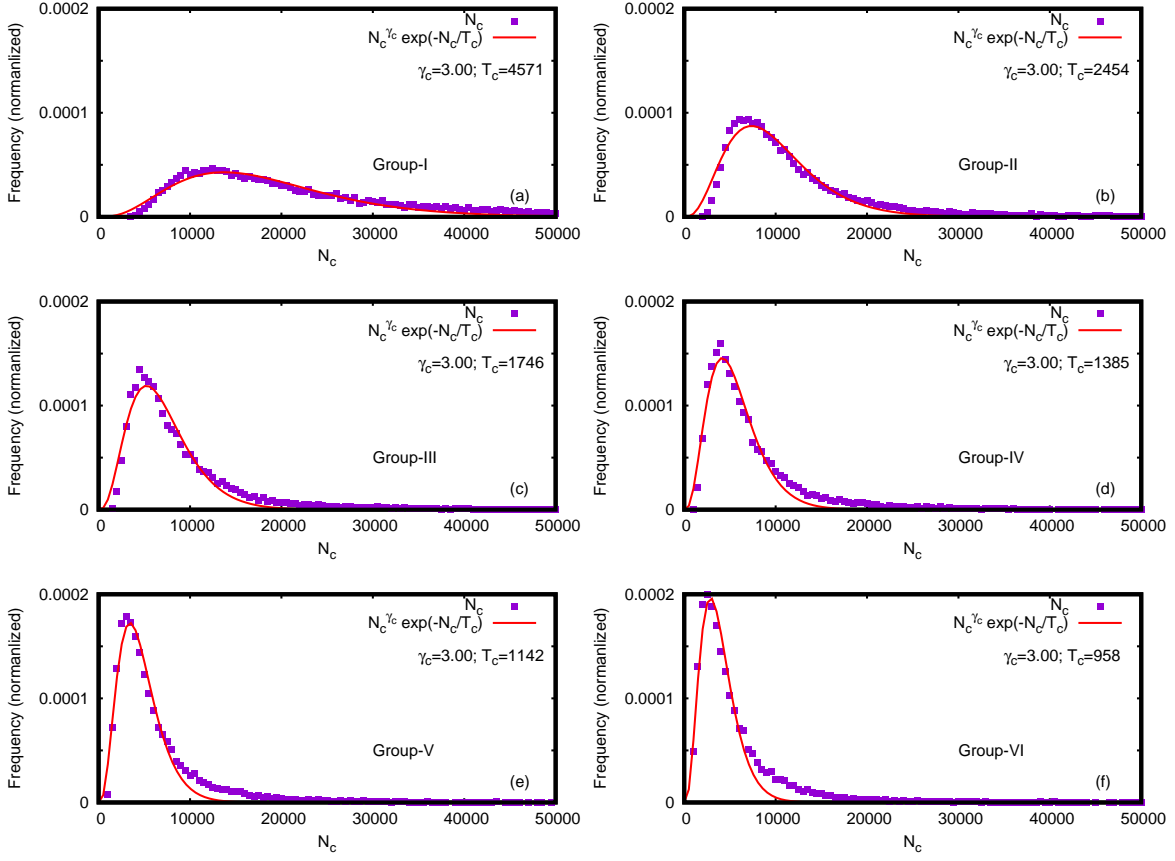 0.0002
N_c
N_c^γ_c exp(-N_c/T_c)
γ_c=3.00; T_c=4571
0.0001
Frequency (normanlized)
Group-I
(a)
0
0 10000 20000 30000 40000 50000
N_c
0.0002
N_c
N_c^γ_c exp(-N_c/T_c)
γ_c=3.00; T_c=2454
0.0001
Frequency (normanlized)
Group-II
(b)
0
0 10000 20000 30000 40000 50000
N_c
0.0002
N_c
N_c^γ_c exp(-N_c/T_c)
γ_c=3.00; T_c=1746
0.0001
Frequency (normanlized)
Group-III
(c)
0
0 10000 20000 30000 40000 50000
N_c
0.0002
N_c
N_c^γ_c exp(-N_c/T_c)
γ_c=3.00; T_c=1385
0.0001
Frequency (normanlized)
Group-IV
(d)
0
0 10000 20000 30000 40000 50000
N_c
0.0002
N_c
N_c^γ_c exp(-N_c/T_c)
γ_c=3.00; T_c=1142
0.0001
Frequency (normanlized)
Group-V
(e)
0
0 10000 20000 30000 40000 50000
N_c
0.0002
N_c
N_c^γ_c exp(-N_c/T_c)
γ_c=3.00; T_c=958
0.0001
Frequency (normanlized)
Group-VI
(f)
0
0 10000 20000 30000 40000 50000
N_c